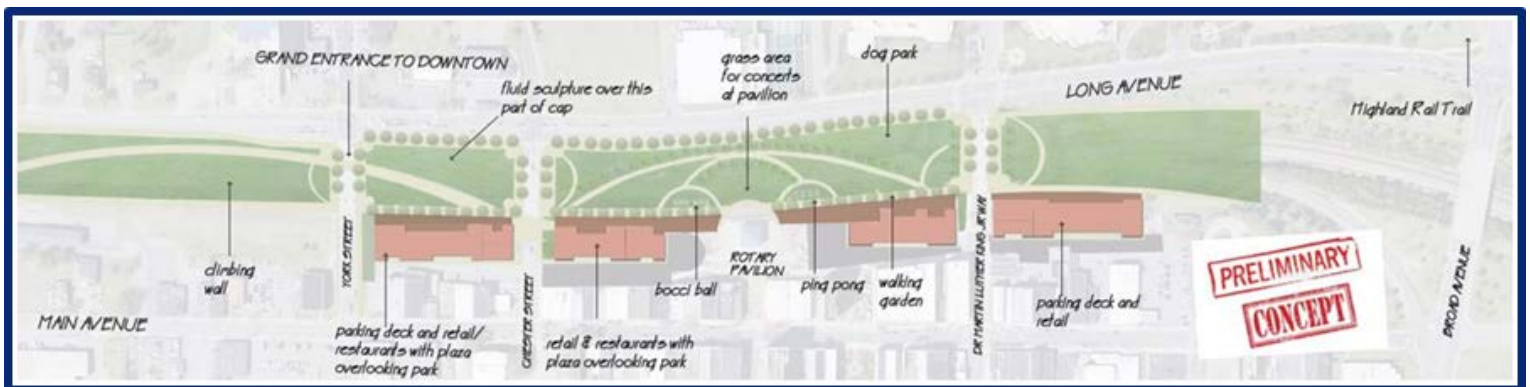 GRAND ENTRANCE TO DOWNTOWN
fluid sculpture over this
part of cap
grass area
for concerts
at pavilion
dog park
LONG AVENUE
Highland Rail Trail
climbing
wall
YORK STREET
MAIN AVENUE
parking deck and retail/
restaurants with plaza
overlooking park
CHESTER STREET
retail & restaurants with
plaza overlooking park
bocci ball
ROTARY
PAVILION
ping pong
walking
garden
DR MARTIN LUTHER KING JR WAY
parking deck and
retail
PRELIMINARY
CONCEPT
BROAD AVENUE